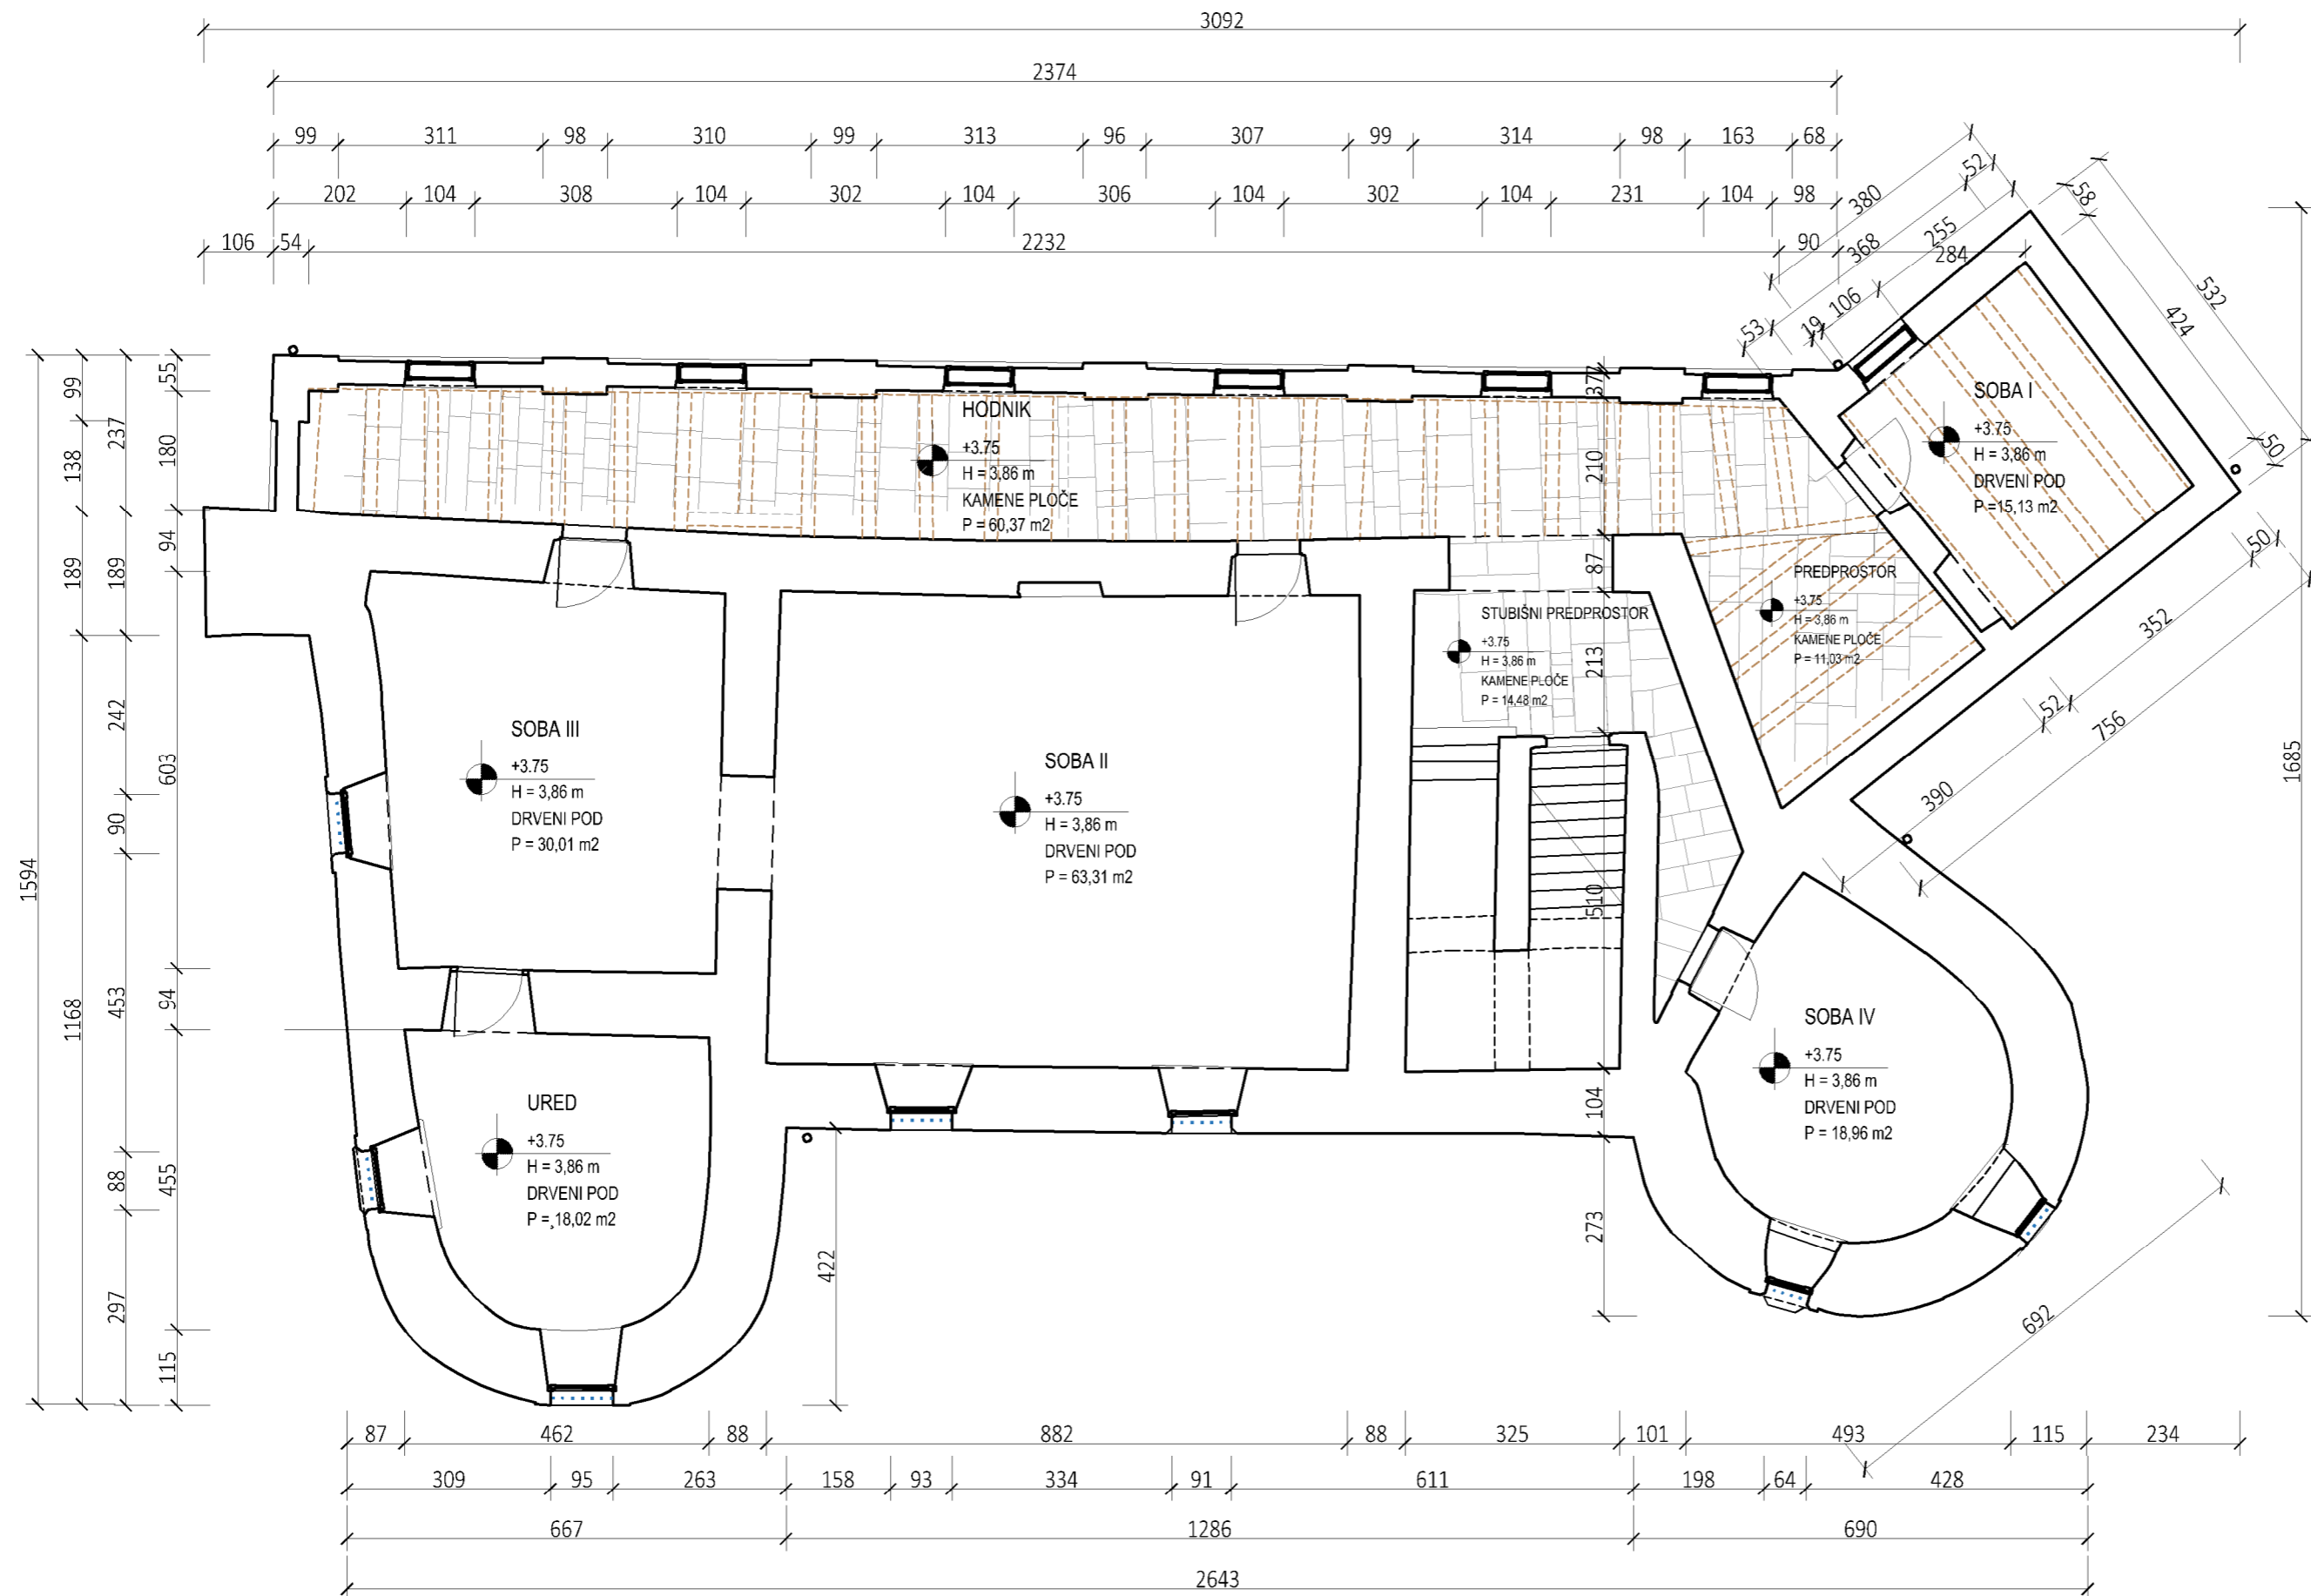 3092
2374
99 311 98 310 99 313 96 307 99 314 98 163 68
202 104 308 104 302 104 306 104 302 104 231 104 98
106 54 2232 90 284
380
52
368
255
53
19
106
58
532
424
50
50
352
52
756
390
692
1685
1594
99
138
189
1168
237
189
242
90
453
88
297
55
180
94
603
94
455
115
377
210
87
213
510
104
273
422
HODNIK
+3.75
H = 3,86 m
KAMENE PLOČE
P = 60,37 m2
SOBA I
+3.75
H = 3,86 m
DRVENI POD
P =15,13 m2
PREDPROSTOR
+3.75
H = 3,86 m
KAMENE PLOČE
P = 11,03 m2
STUBIŠNI PREDPROSTOR
+3.75
H = 3,86 m
KAMENE PLOČE
P = 14,48 m2
SOBA III
+3.75
H = 3,86 m
DRVENI POD
P = 30,01 m2
SOBA II
+3.75
H = 3,86 m
DRVENI POD
P = 63,31 m2
SOBA IV
+3.75
H = 3,86 m
DRVENI POD
P = 18,96 m2
URED
+3.75
H = 3,86 m
DRVENI POD
P =¸18,02 m2
87 462 88 882 88 325 101 493 115 234
309 95 263 158 93 334 91 611 198 64 428
667 1286 690
2643